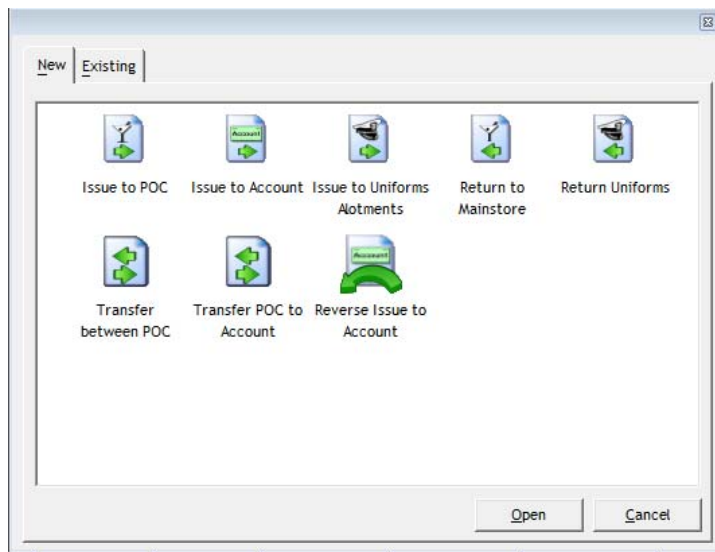 New Existing
Account
Issue to POC Issue to Account Issue to Uniforms Alotments Return to Mainstore Return Uniforms
Account
Transfer between POC Transfer POC to Account Reverse Issue to Account
Open Cancel